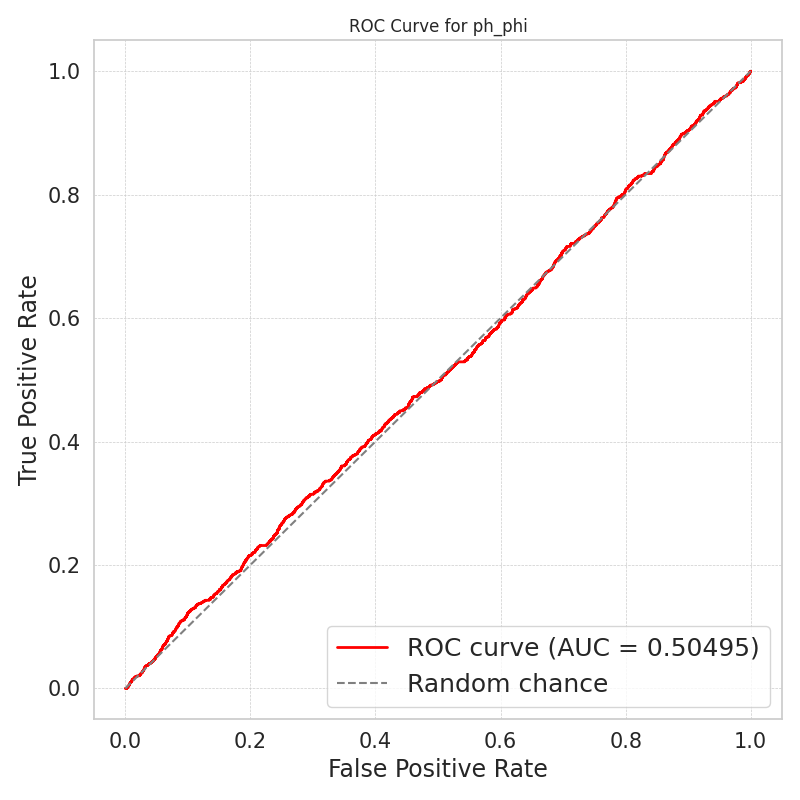 ROC Curve for ph_phi
True Positive Rate
1.0
0.8
0.6
0.4
0.2
0.0
ROC curve (AUC = 0.50495)
Random chance
0.0 0.2 0.4 0.6 0.8 1.0
False Positive Rate